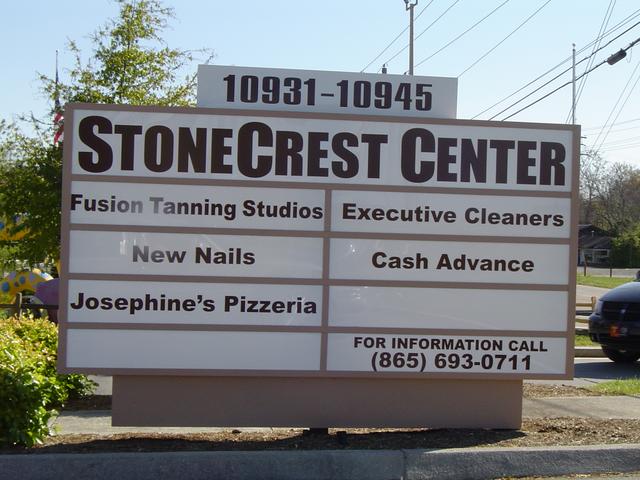 10931-10945
STONECREST CENTER
Fusion Tanning Studios
Executive Cleaners
New Nails
Cash Advance
Josephine's Pizzeria
FOR INFORMATION CALL
(865) 693-0711